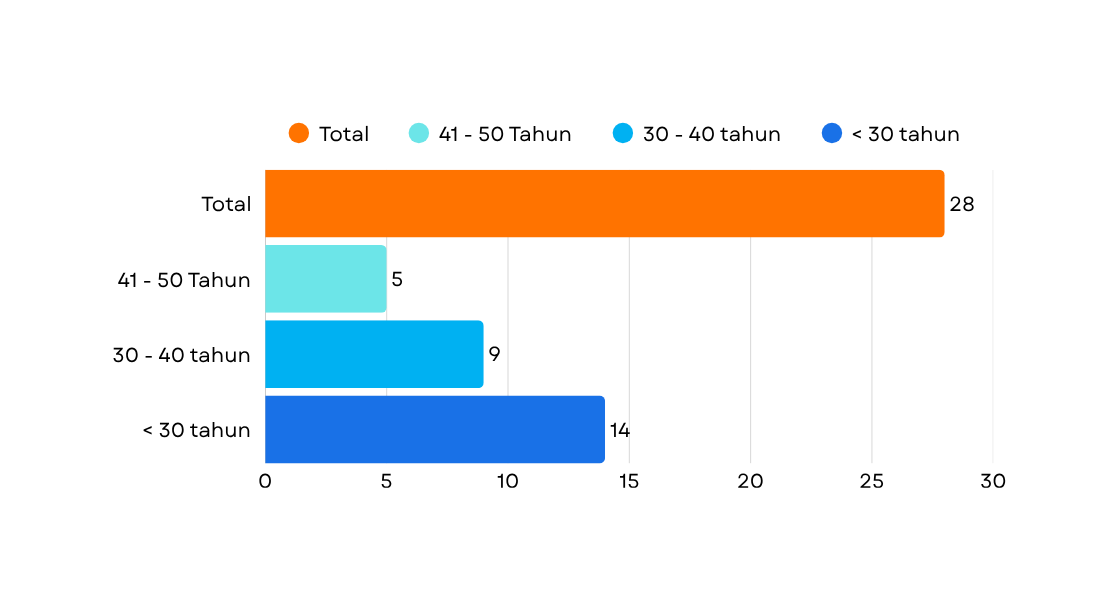 Total 41 - 50 Tahun 30 - 40 tahun < 30 tahun
Total 28
41 - 50 Tahun 5
30 - 40 tahun 9
< 30 tahun 14
0 5 10 15 20 25 30